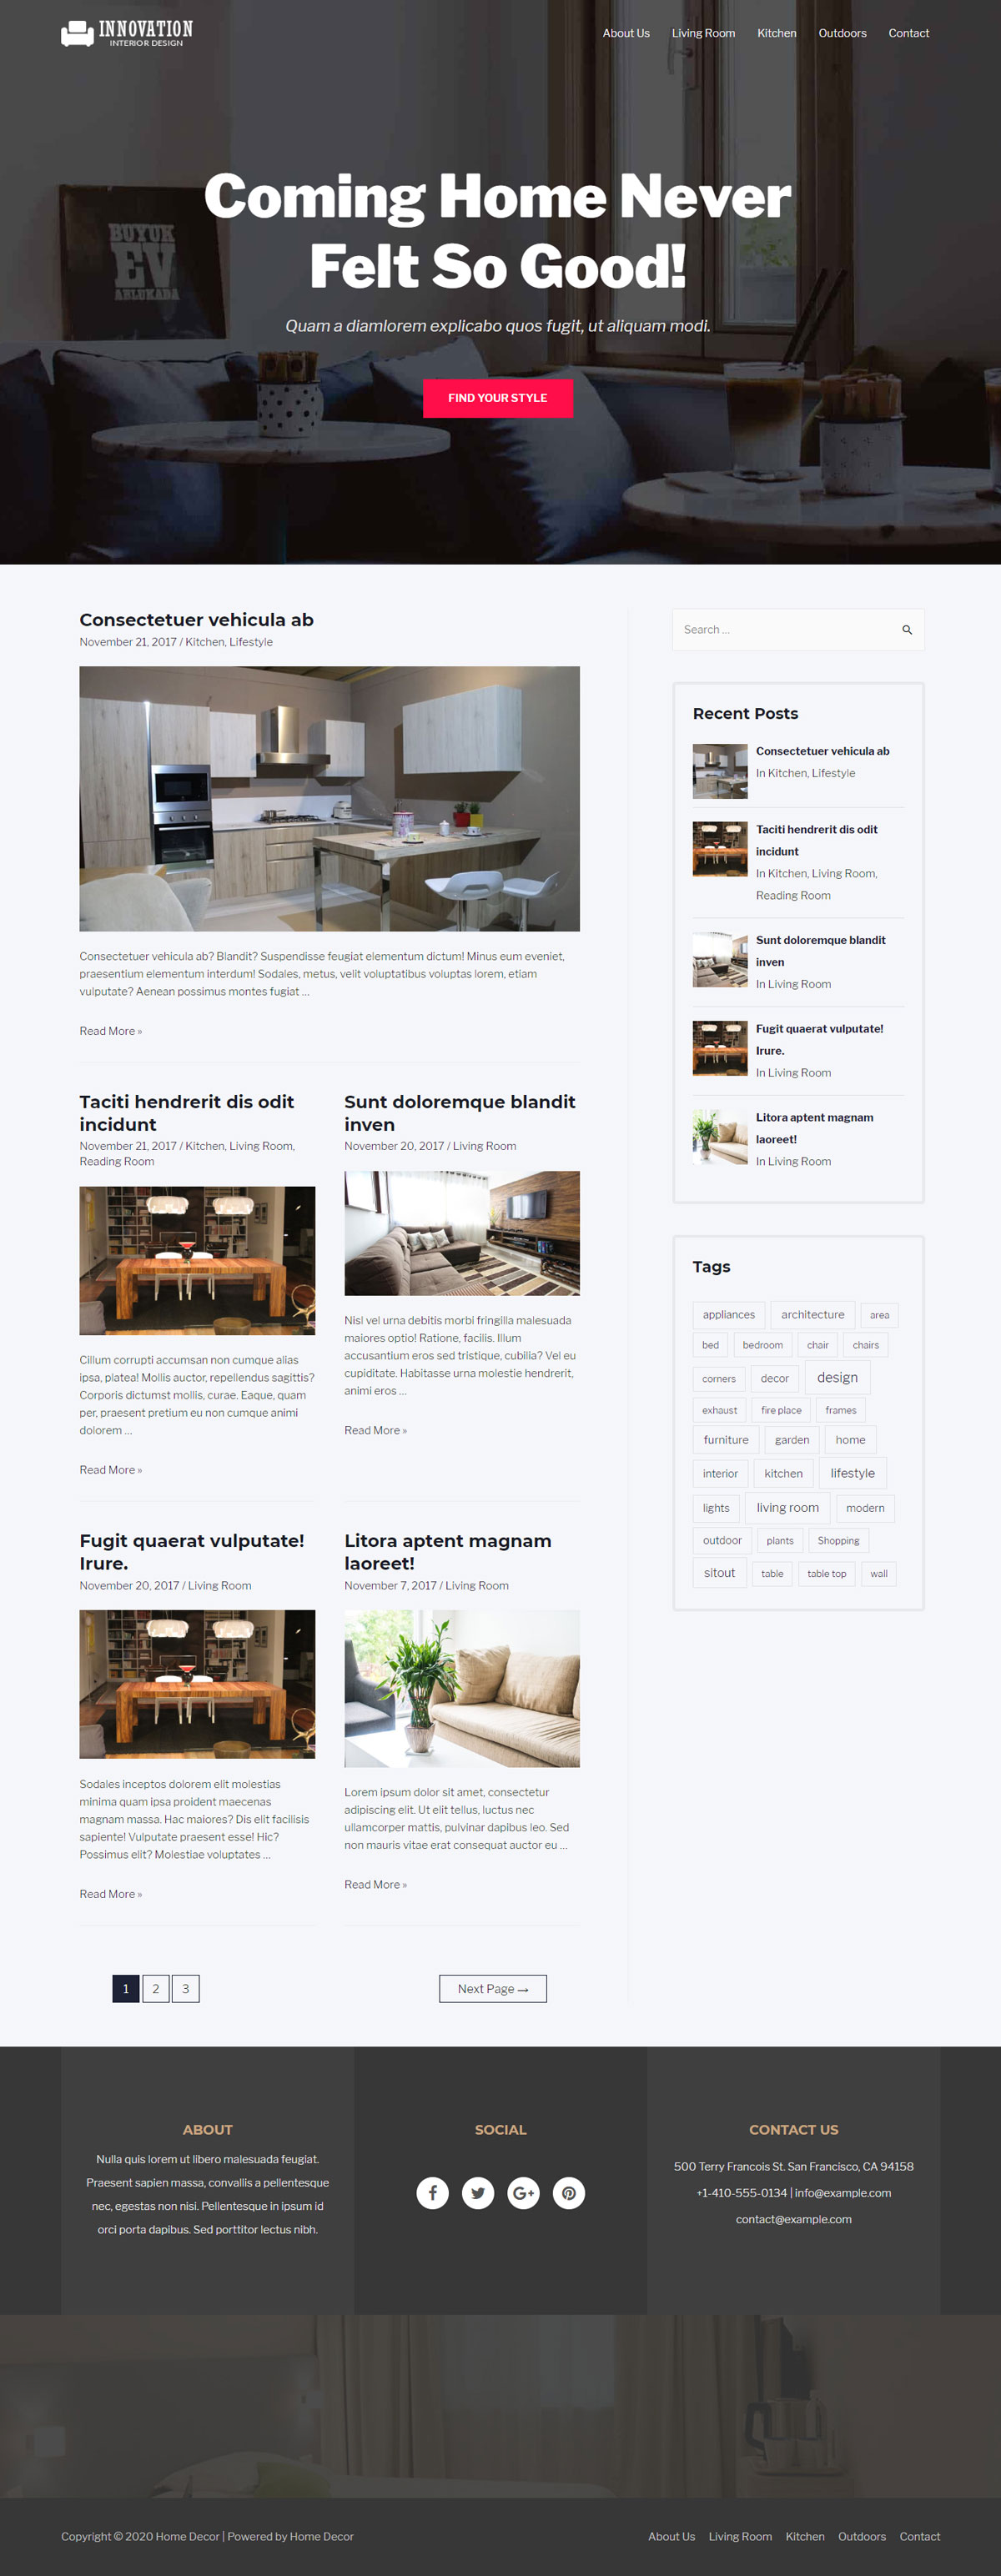 INNOVATION
INTERIOR DESIGN
About Us Living Room Kitchen Outdoors Contact
BUYUK
EV
ABLUKADA
Coming Home Never
Felt So Good!
Quam a diamlorem explicabo quos fugit, ut aliquam modi.
FIND YOUR STYLE
Consectetuer vehicula ab
November 21, 2017 / Kitchen, Lifestyle
Consectetuer vehicula ab? Blandit? Suspendisse feugiat elementum dictum! Minus eum eveniet,
praesentium elementum interdum! Sodales, metus, velit voluptatibus voluptas lorem, etiam
vulputate? Aenean possimus montes fugiat …
Read More »
Taciti hendrerit dis odit
incidunt
November 21, 2017 / Kitchen, Living Room,
Reading Room
Cillum corrupti accumsan non cumque alias
ipsa, platea! Mollis auctor, repellendus sagittis?
Corporis dictumst mollis, curae. Eaque, quam
per, praesent pretium eu non cumque animi
dolorem …
Read More »
Sunt doloremque blandit
inven
November 20, 2017 / Living Room
Nisl vel urna debitis morbi fringilla malesuada
maiores optio! Ratione, facilis. Illum
accusantium eros sed tristique, cubilia? Vel eu
cupiditate. Habitasse urna molestie hendrerit,
animi eros …
Read More »
Fugit quaerat vulputate!
Irure.
November 20, 2017 / Living Room
Sodales inceptos dolorem elit molestias
minima quam ipsa proident maecenas
magnam massa. Hac maiores? Dis elit facilisis
sapiente! Vulputate praesent esse! Hic?
Possimus elit? Molestiae voluptates …
Read More »
Litora aptent magnam
laoreet!
November 7, 2017 / Living Room
Lorem ipsum dolor sit amet, consectetur
adipiscing elit. Ut elit tellus, luctus nec
ullamcorper mattis, pulvinar dapibus leo. Sed
non mauris vitae erat consequat auctor eu …
Read More »
1 2 3
Next Page →
Search …
Recent Posts
Consectetuer vehicula ab
In Kitchen, Lifestyle
Taciti hendrerit dis odit
incidunt
In Kitchen, Living Room,
Reading Room
Sunt doloremque blandit
inven
In Living Room
Fugit quaerat vulputate!
Irure.
In Living Room
Litora aptent magnam
laoreet!
In Living Room
Tags
appliances architecture area
bed bedroom chair chairs
corners decor design
exhaust fire place frames
furniture garden home
interior kitchen lifestyle
lights living room modern
outdoor plants Shopping
sitout table table top wall
ABOUT
Nulla quis lorem ut libero malesuada feugiat.
Praesent sapien massa, convallis a pellentesque
nec, egestas non nisi. Pellentesque in ipsum id
orci porta dapibus. Sed porttitor lectus nibh.
SOCIAL
CONTACT US
500 Terry Francois St. San Francisco, CA 94158
+1-410-555-0134 | info@example.com
contact@example.com
Copyright © 2020 Home Decor | Powered by Home Decor
About Us Living Room Kitchen Outdoors Contact